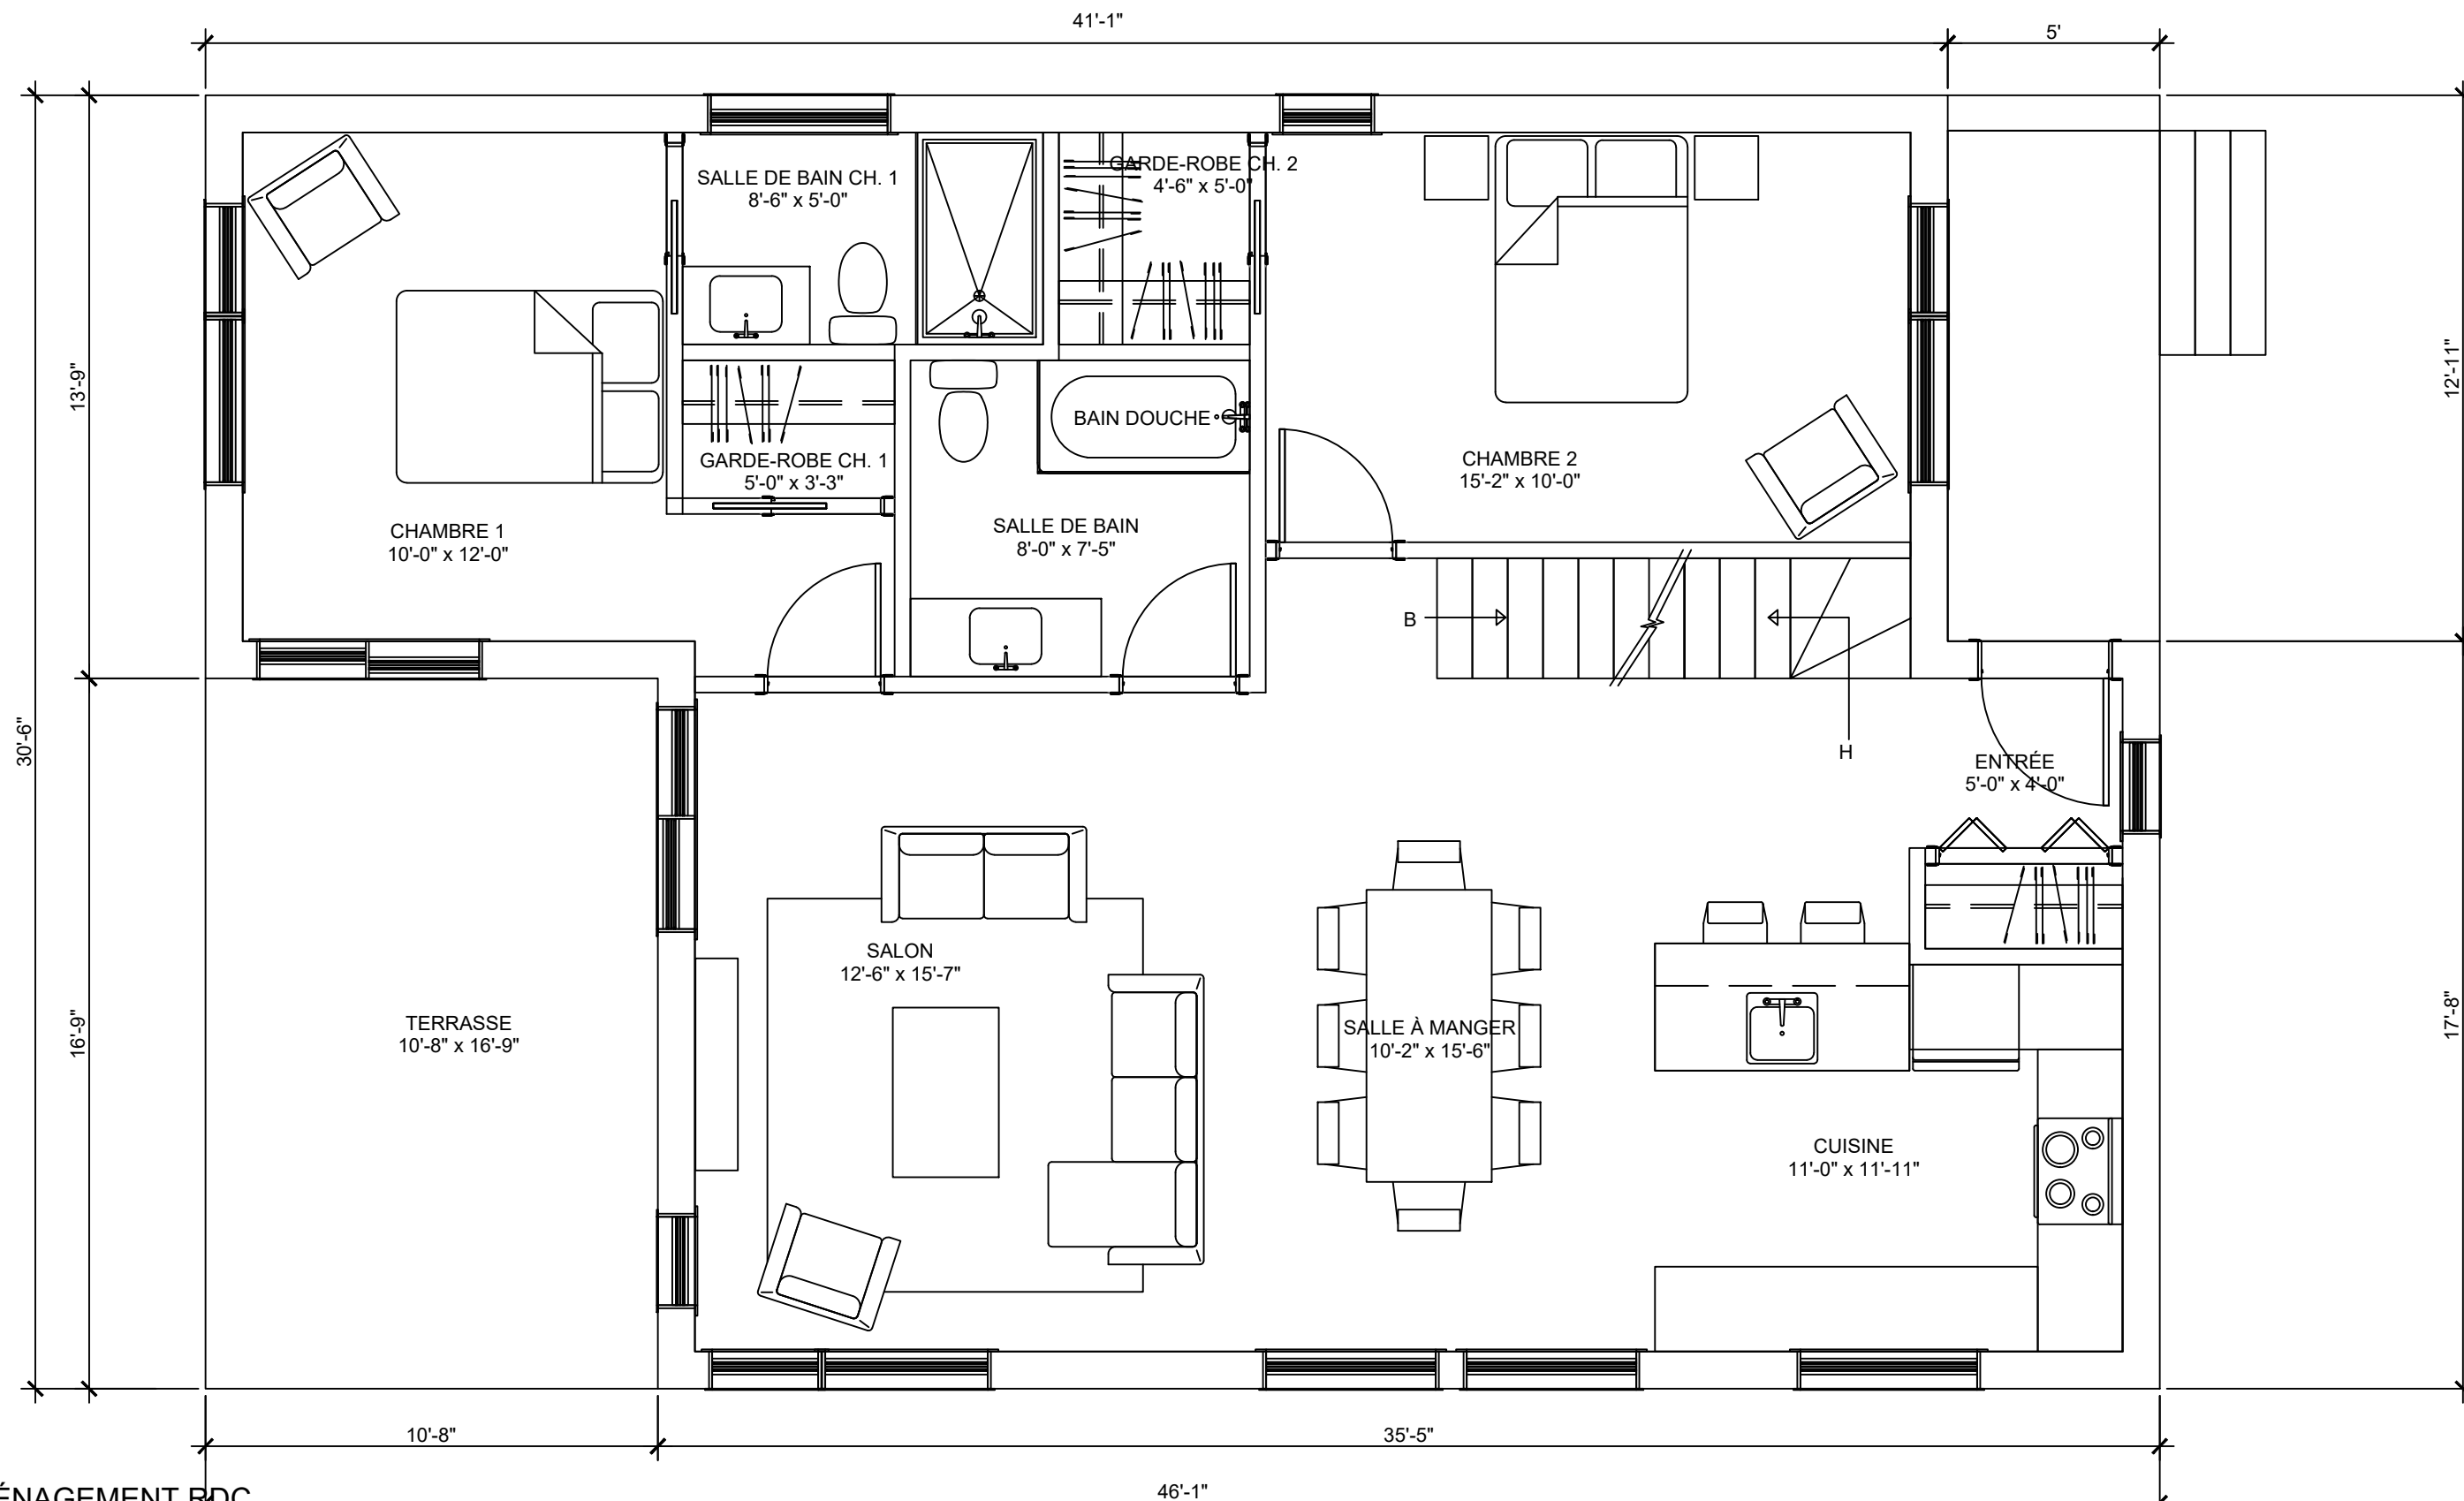 41'-1"
5'
SALLE DE BAIN CH. 1
8'-6" x 5'-0"
GARDE-ROBE CH. 2
4'-6" x 5'-0"
13'-9"
12'-11"
BAIN DOUCHE
GARDE-ROBE CH. 1
5'-0" x 3'-3"
CHAMBRE 2
15'-2" x 10'-0"
CHAMBRE 1
10'-0" x 12'-0"
SALLE DE BAIN
8'-0" x 7'-5"
B
H
30'-6"
ENTRÉE
5'-0" x 4'-0"
SALON
12'-6" x 15'-7"
TERRASSE
10'-8" x 16'-9"
16'-9"
SALLE À MANGER
10'-2" x 15'-6"
17'-8"
CUISINE
11'-0" x 11'-11"
10'-8"
35'-5"
46'-1"
ÉNAGEMENT RDC